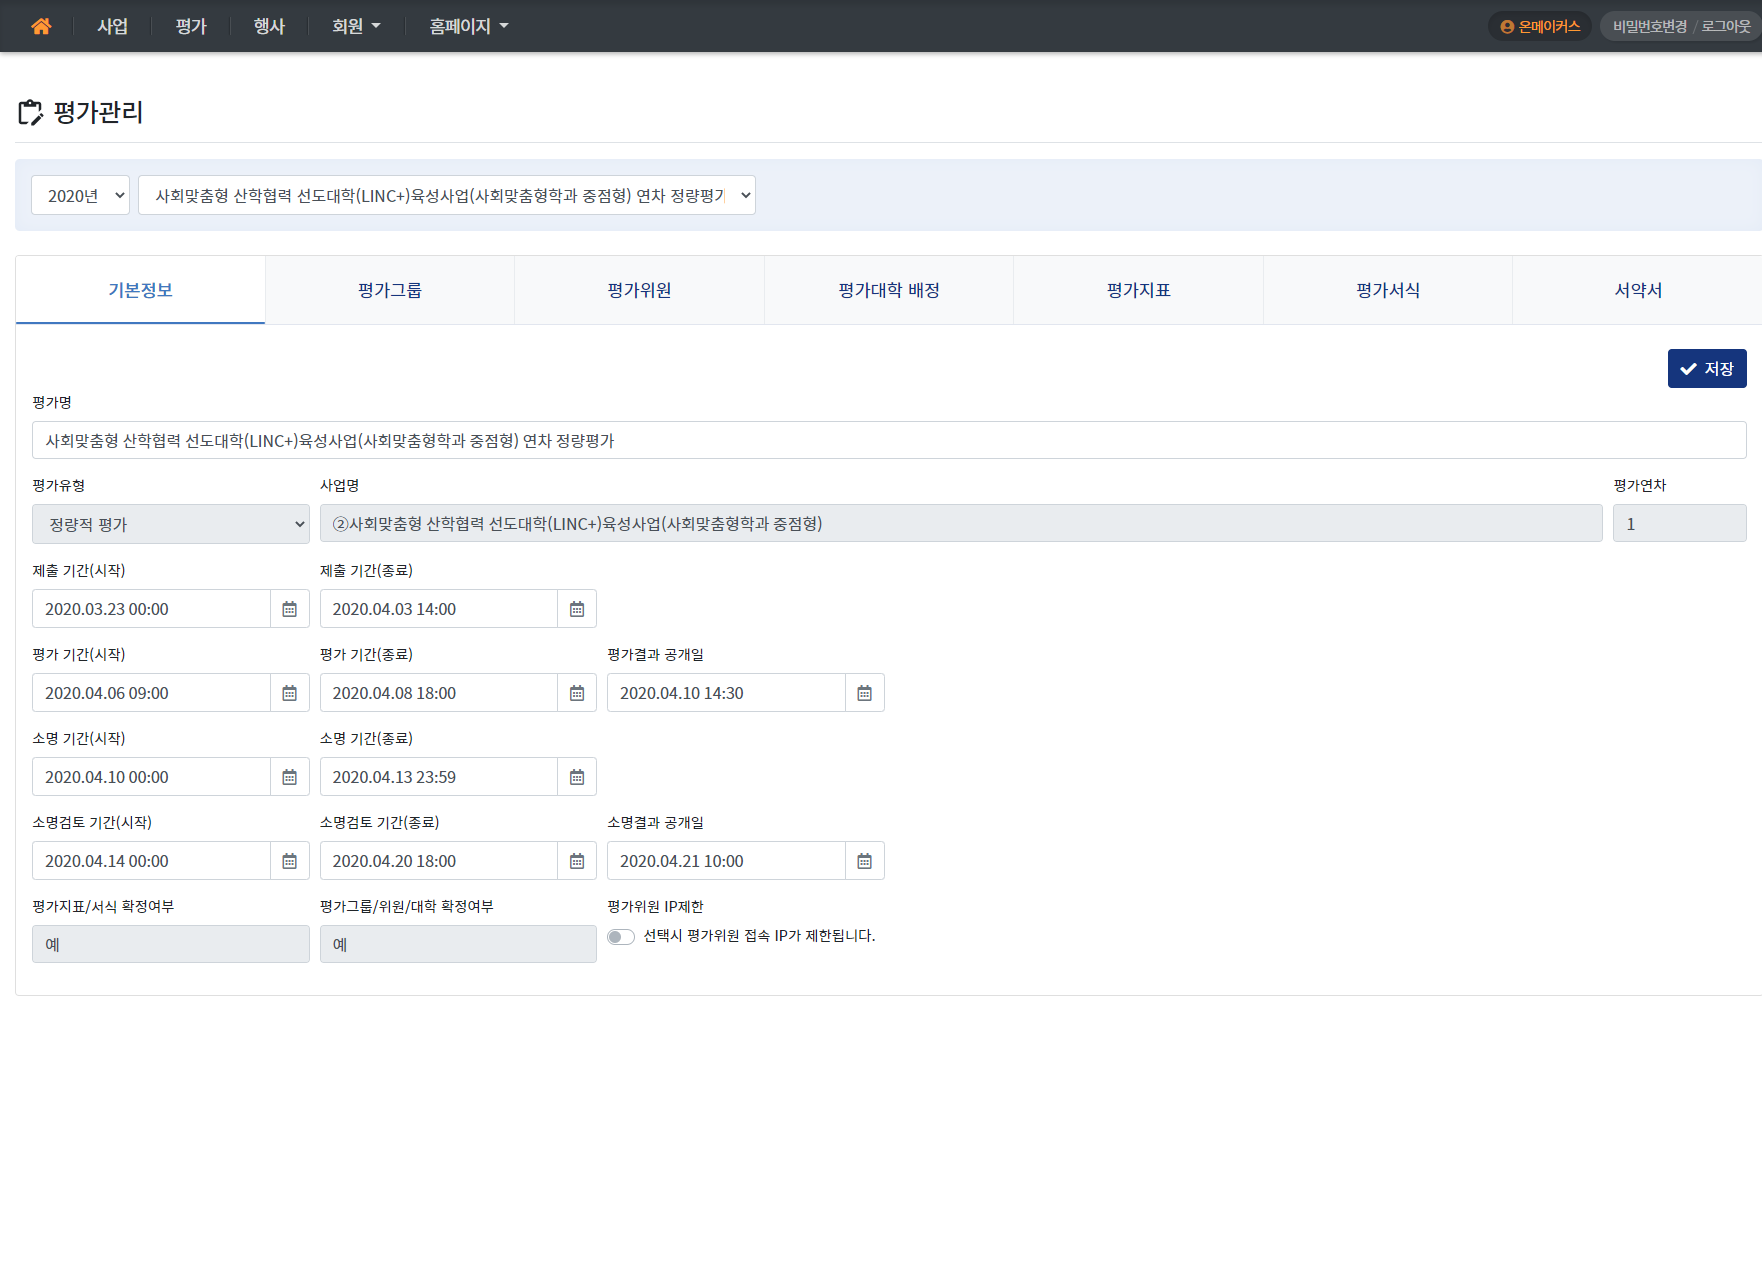 사업 평가 행사 회원 홈페이지 온메이커스 비밀번호변경 / 로그아웃
평가관리
2020년 사회맞춤형 산학협력 선도대학(LINC+)육성사업(사회맞춤형학과 중점형) 연차 정량평가
기본정보 평가그룹 평가위원 평가대학 배정 평가지표 평가서식 서약서
저장
평가명
사회맞춤형 산학협력 선도대학(LINC+)육성사업(사회맞춤형학과 중점형) 연차 정량평가
평가유형 사업명 평가연차
정량적 평가 ②사회맞춤형 산학협력 선도대학(LINC+)육성사업(사회맞춤형학과 중점형) 1
제출 기간(시작) 제출 기간(종료)
2020.03.23 00:00 2020.04.03 14:00
평가 기간(시작) 평가 기간(종료) 평가결과 공개일
2020.04.06 09:00 2020.04.08 18:00 2020.04.10 14:30
소명 기간(시작) 소명 기간(종료)
2020.04.10 00:00 2020.04.13 23:59
소명검토 기간(시작) 소명검토 기간(종료) 소명결과 공개일
2020.04.14 00:00 2020.04.20 18:00 2020.04.21 10:00
평가지표/서식 확정여부 평가그룹/위원/대학 확정여부 평가위원 IP제한
예 예 선택시 평가위원 접속 IP가 제한됩니다.